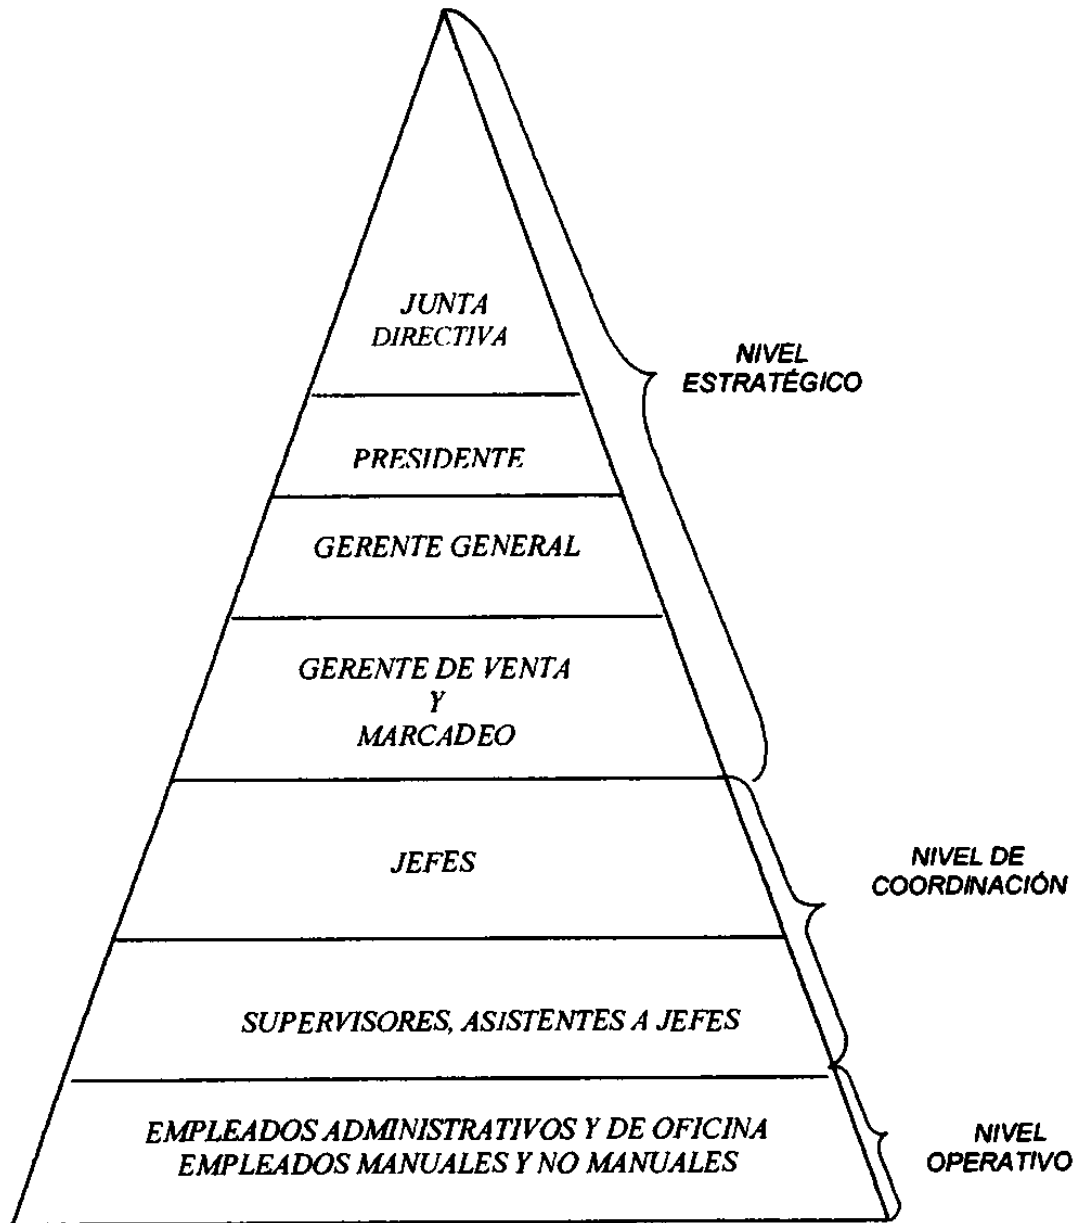 JUNTA
DIRECTIVA
NIVEL
ESTRATÉGICO
PRESIDENTE
GERENTE GENERAL
GERENTE DE VENTA
Y
MARCADEO
JEFES
NIVEL DE
COORDINACIÓN
SUPERVISORES, ASISTENTES A JEFES
EMPLEADOS ADMINISTRATIVOS Y DE OFICINA
EMPLEADOS MANUALES Y NO MANUALES
NIVEL
OPERATIVO